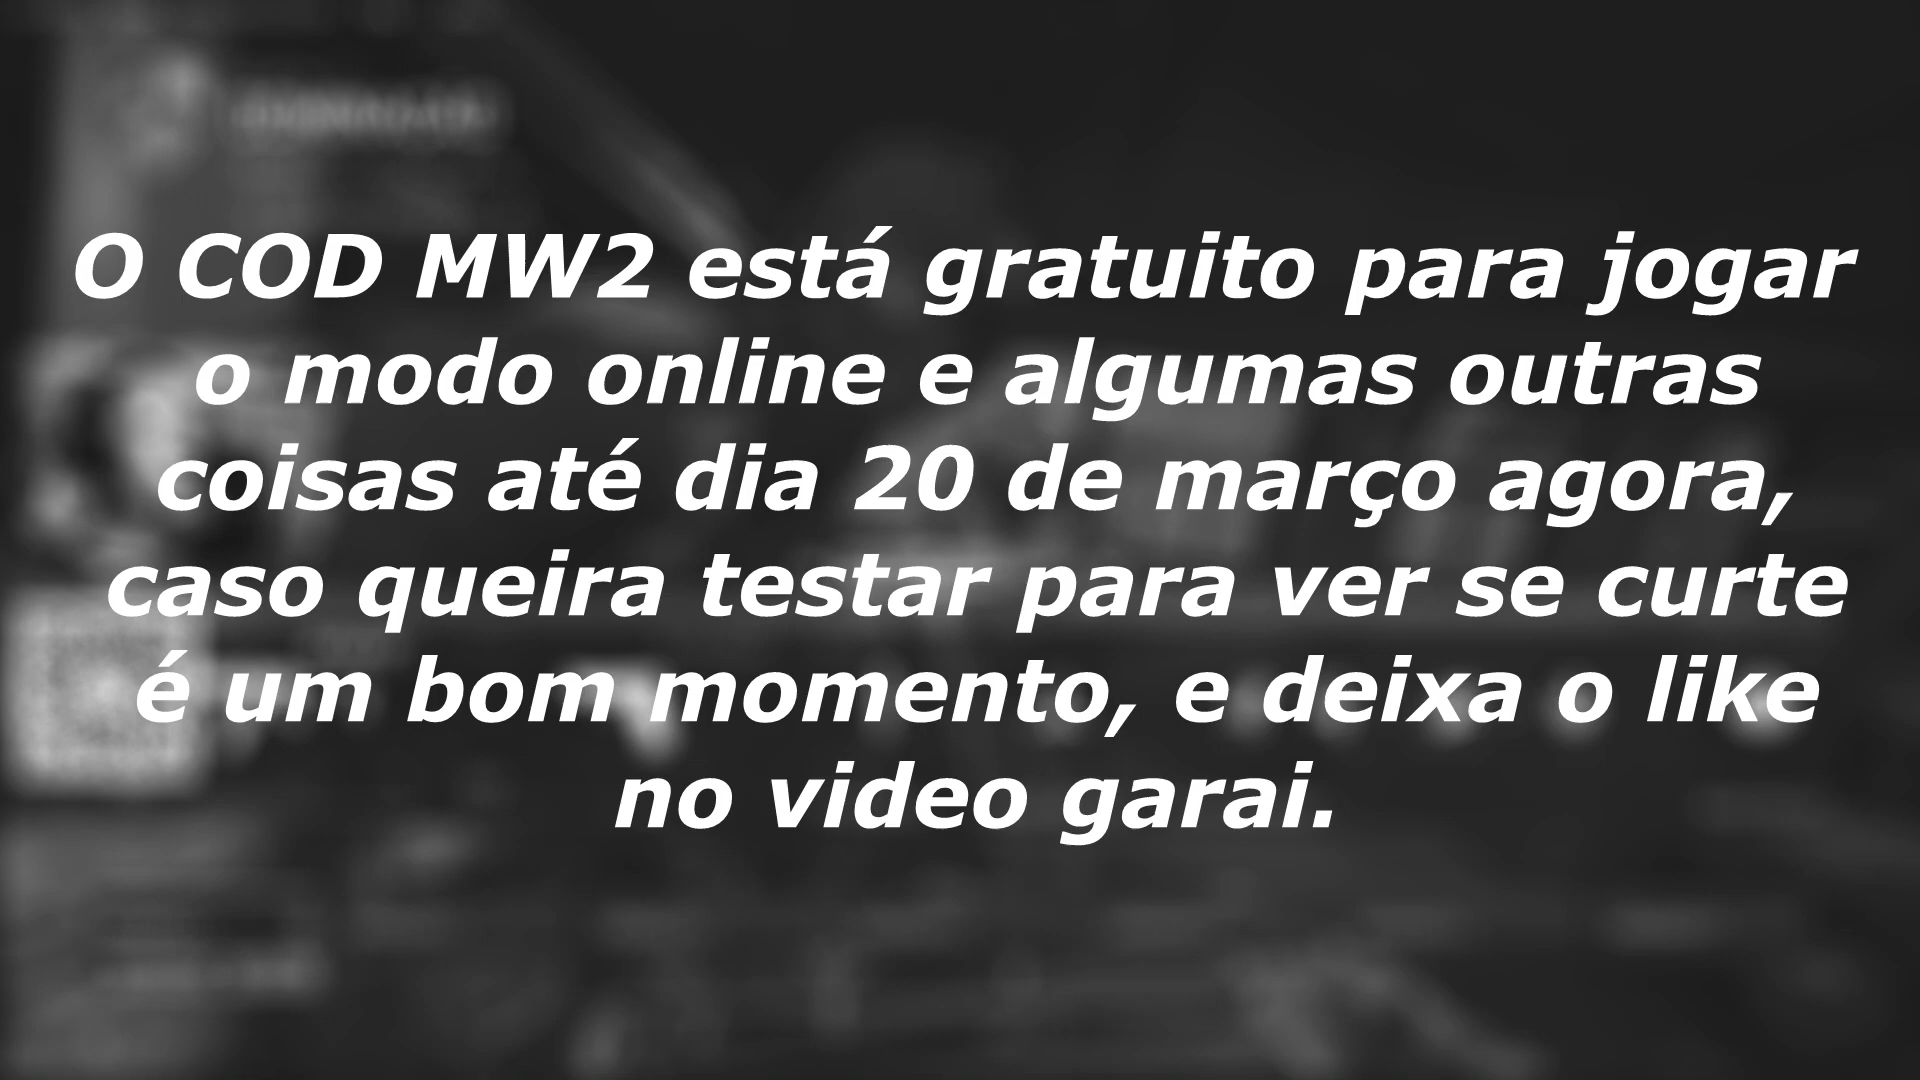 O COD MW2 está gratuito para jogar
o modo online e algumas outras
coisas até dia 20 de março agora,
caso queira testar para ver se curte
é um bom momento, e deixa o like
no video garai.